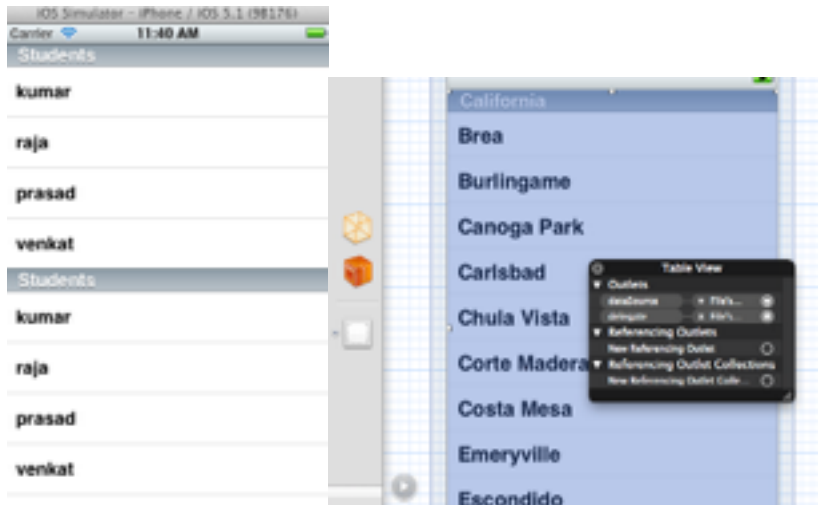 iOS Simulator - iPhone / iOS 5.1 (9B176)
Carrier 11:40 AM
Students
kumar
raja
prasad
venkat
Students
kumar
raja
prasad
venkat
California
Brea
Burlingame
Canoga Park
Carlsbad
Chula Vista
Corte Madera
Costa Mesa
Emeryville
Escondido
Table View
Outlets
dataSource File's...
delegate File's...
Referencing Outlets
New Referencing Outlet
Referencing Outlet Collections
New Referencing Outlet Colle...